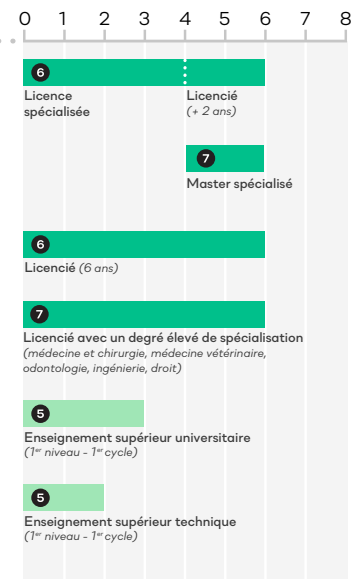 0 1 2 3 4 5 6 7 8
6
Licence Licencié
spécialisée (+ 2 ans)
7
Master spécialisé
6
Licencié (6 ans)
7
Licencié avec un degré élevé de spécialisation
(médecine et chirurgie, médecine vétérinaire,
odontologie, ingénierie, droit)
5
Enseignement supérieur universitaire
(1er niveau - 1er cycle)
5
Enseignement supérieur technique
(1er niveau - 1er cycle)